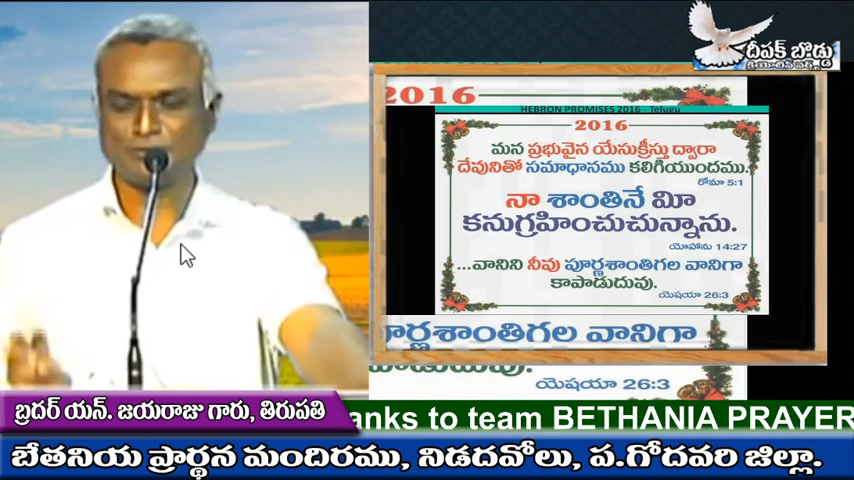 దీపక్ బొడ్డు
క్రియేటివ్ వర్క్స్
2016
HEBRON PROMISES 2016 - Telugu
2016
మన ప్రభువైన యేసుక్రీస్తు ద్వారా
దేవునితో సమాధానము కలిగియుందము.
రోమా 5:1
నా శాంతినే మీ
కనుగ్రహించుచున్నాను.
యోహాను 14:27
...వానిని నీవు పూర్ణశాంతిగల వానిగా
కాపాడుదువు.
యెషయా 26:3
పూర్ణశాంతిగల వానిగా
యెషయా 26:3
బ్రదర్ యన్. జయరాజు గారు, తిరుపతి
anks to team BETHANIA PRAYER
బేతనియ ప్రార్థన మందిరము, నిడదవోలు, ప.గోదవరి జిల్లా.